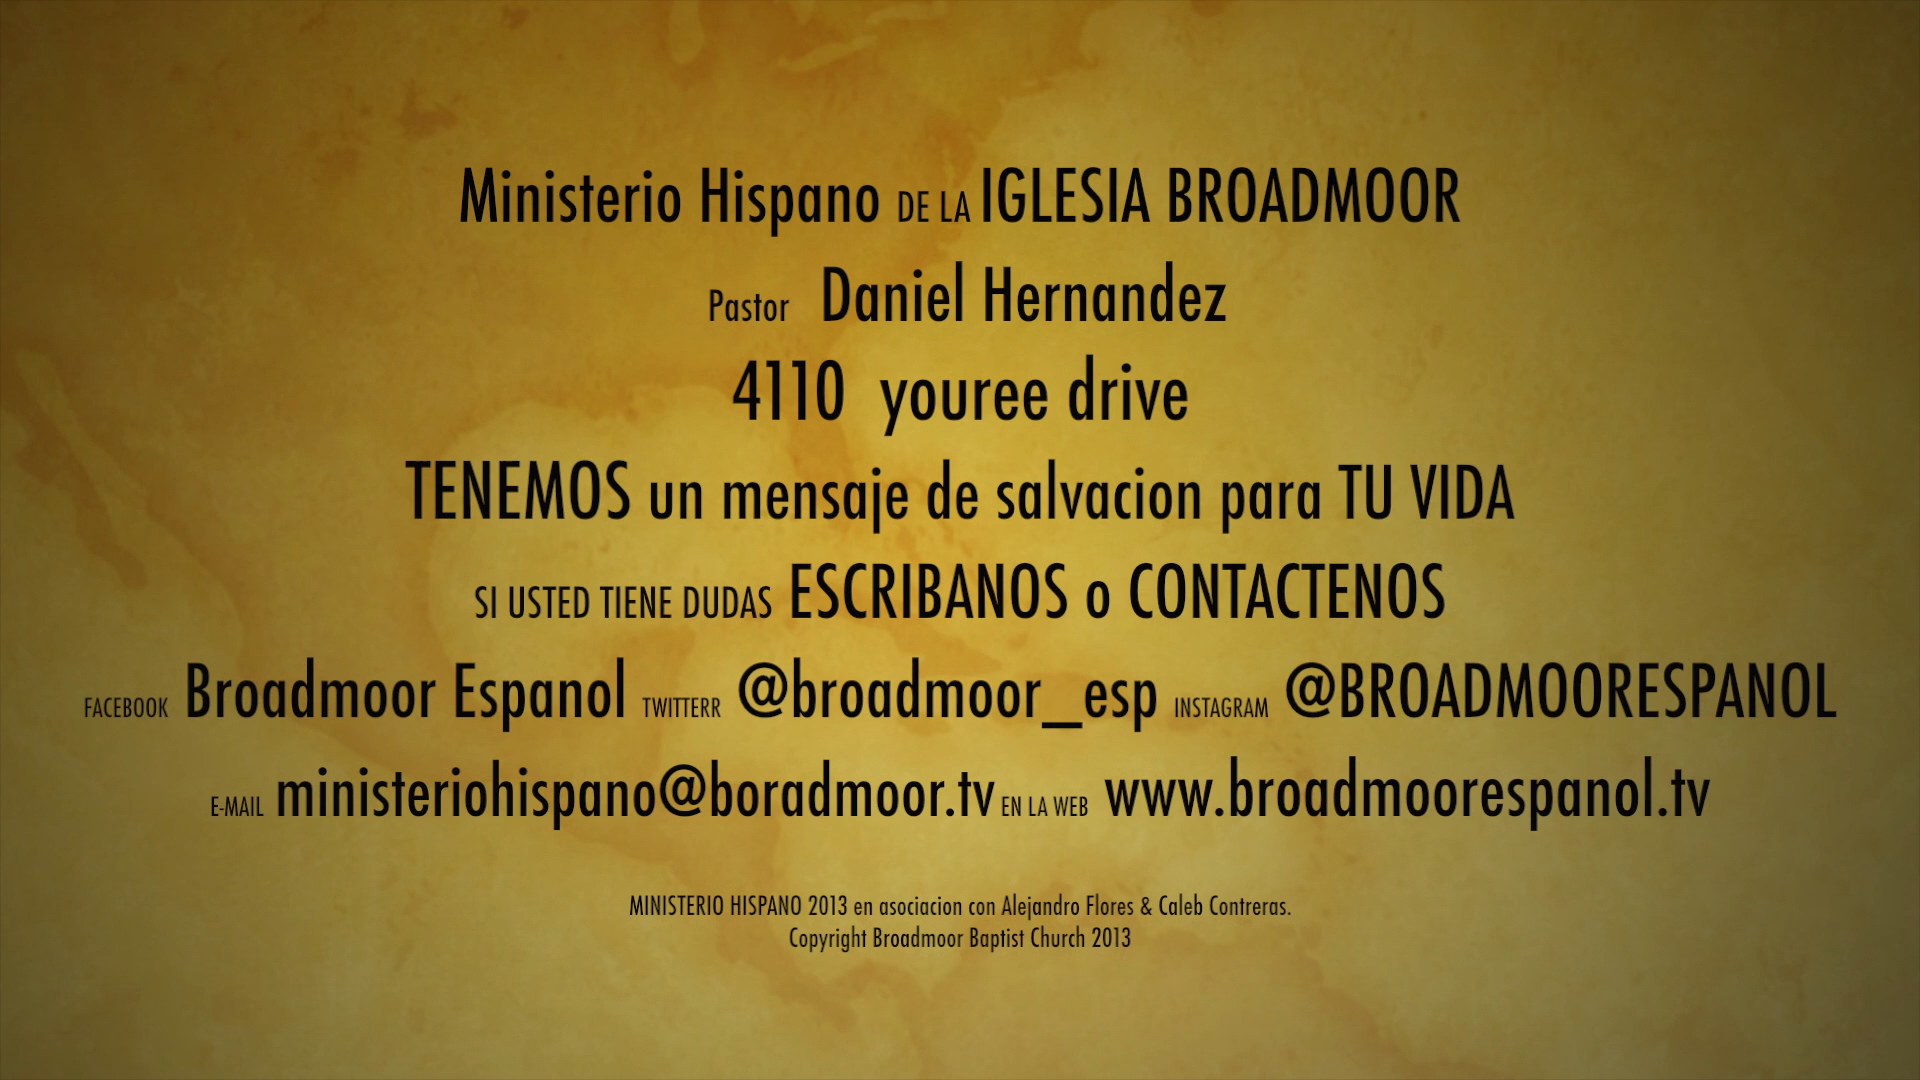 Ministerio Hispano DE LA IGLESIA BROADMOOR
Pastor Daniel Hernandez
4110 youree drive
TENEMOS un mensaje de salvacion para TU VIDA
SI USTED TIENE DUDAS ESCRIBANOS o CONTACTENOS
FACEBOOK Broadmoor Espanol TWITTERR @broadmoor_esp INSTAGRAM @BROADMOORESPANOL
E-MAIL ministeriohispano@boradmoor.tv EN LA WEB www.broadmoorespanol.tv
MINISTERIO HISPANO 2013 en asociacion con Alejandro Flores & Caleb Contreras.
Copyright Broadmoor Baptist Church 2013